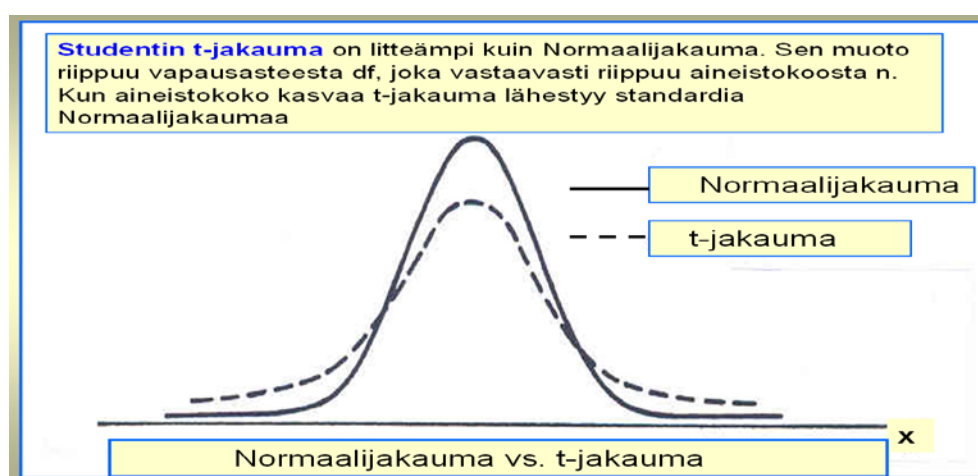 Studentin t-jakauma on litteämpi kuin Normaalijakauma. Sen muoto
riippuu vapausasteesta df, joka vastaavasti riippuu aineistokoosta n.
Kun aineistokoko kasvaa t-jakauma lähestyy standardia
Normaalijakaumaa
Normaalijakauma
t-jakauma
x
Normaalijakauma vs. t-jakauma